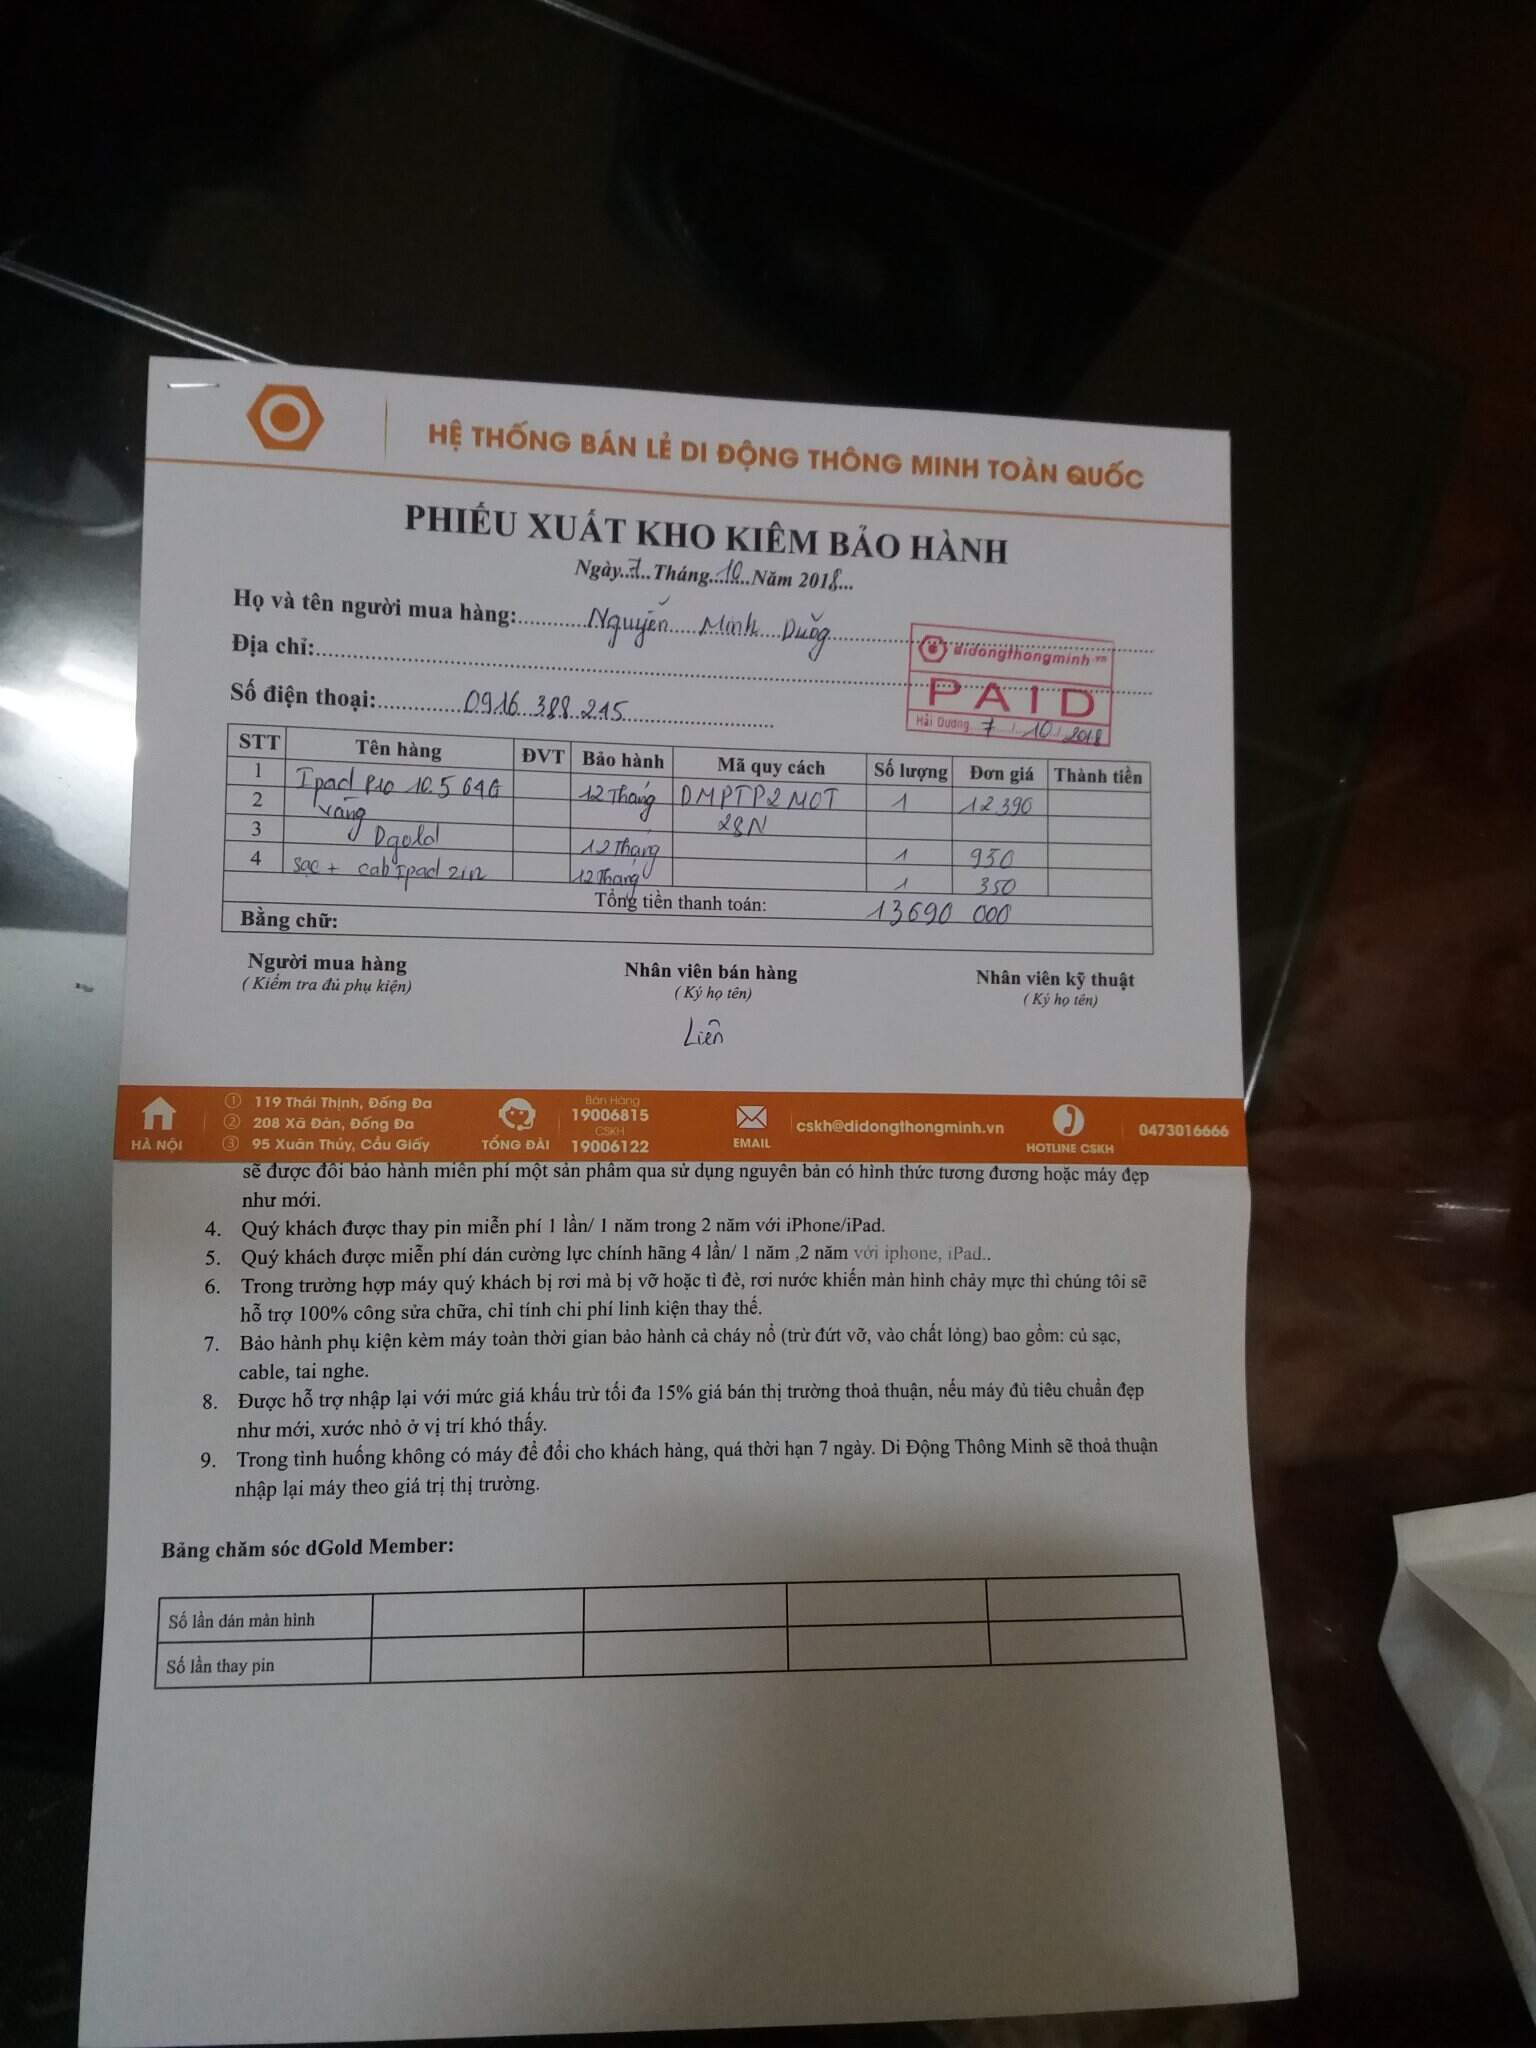 HỆ THỐNG BÁN LẺ DI ĐỘNG THÔNG MINH TOÀN QUỐC
PHIẾU XUẤT KHO KIÊM BẢO HÀNH
Ngày..7..Tháng..10..Năm 2018...
Họ và tên người mua hàng: Nguyễn Minh Dương
Địa chỉ:
Số điện thoại: 0916 388 245
didongthongminh.vn
PAID
Hải Dương 7 / 10 / 2018
STT Tên hàng ĐVT Bảo hành Mã quy cách Số lượng Đơn giá Thành tiền
1 Ipad Pro 10.5 64G 12 Tháng DMPTP2MOT 1 12390
2 vàng 28N
3 Dgold 12 Tháng 1 950
4 sạc + cab ipad zin 12 Tháng 1 350
Tổng tiền thanh toán: 13690 000
Bằng chữ:
Người mua hàng Nhân viên bán hàng Nhân viên kỹ thuật
( Kiểm tra đủ phụ kiện) ( Ký họ tên) ( Ký họ tên)
Liên
HÀ NỘI
① 119 Thái Thịnh, Đống Đa
② 208 Xã Đàn, Đống Đa
③ 95 Xuân Thủy, Cầu Giấy
TỔNG ĐÀI
Bán Hàng
19006815
CSKH
19006122
EMAIL
cskh@didongthongminh.vn
HOTLINE CSKH
0473016666
sẽ được đổi bảo hành miễn phí một sản phẩm qua sử dụng nguyên bản có hình thức tương đương hoặc máy đẹp
như mới.
4. Quý khách được thay pin miễn phí 1 lần/ 1 năm trong 2 năm với iPhone/iPad.
5. Quý khách được miễn phí dán cường lực chính hãng 4 lần/ 1 năm ,2 năm với iphone, iPad..
6. Trong trường hợp máy quý khách bị rơi mà bị vỡ hoặc tì đè, rơi nước khiến màn hình chảy mực thì chúng tôi sẽ
hỗ trợ 100% công sửa chữa, chỉ tính chi phí linh kiện thay thế.
7. Bảo hành phụ kiện kèm máy toàn thời gian bảo hành cả cháy nổ (trừ đứt vỡ, vào chất lỏng) bao gồm: củ sạc,
cable, tai nghe.
8. Được hỗ trợ nhập lại với mức giá khấu trừ tối đa 15% giá bán thị trường thoả thuận, nếu máy đủ tiêu chuẩn đẹp
như mới, xước nhỏ ở vị trí khó thấy.
9. Trong tình huống không có máy để đổi cho khách hàng, quá thời hạn 7 ngày. Di Động Thông Minh sẽ thoả thuận
nhập lại máy theo giá trị thị trường.
Bảng chăm sóc dGold Member:
Số lần dán màn hình
Số lần thay pin